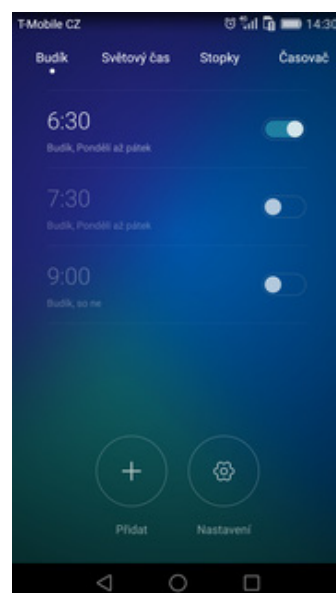 T-Mobile CZ 14:30
Budík Světový čas Stopky Časovač
6:30
Budík, Pondělí až pátek
7:30
Budík, Pondělí až pátek
9:00
Budík, so ne
Přidat Nastavení